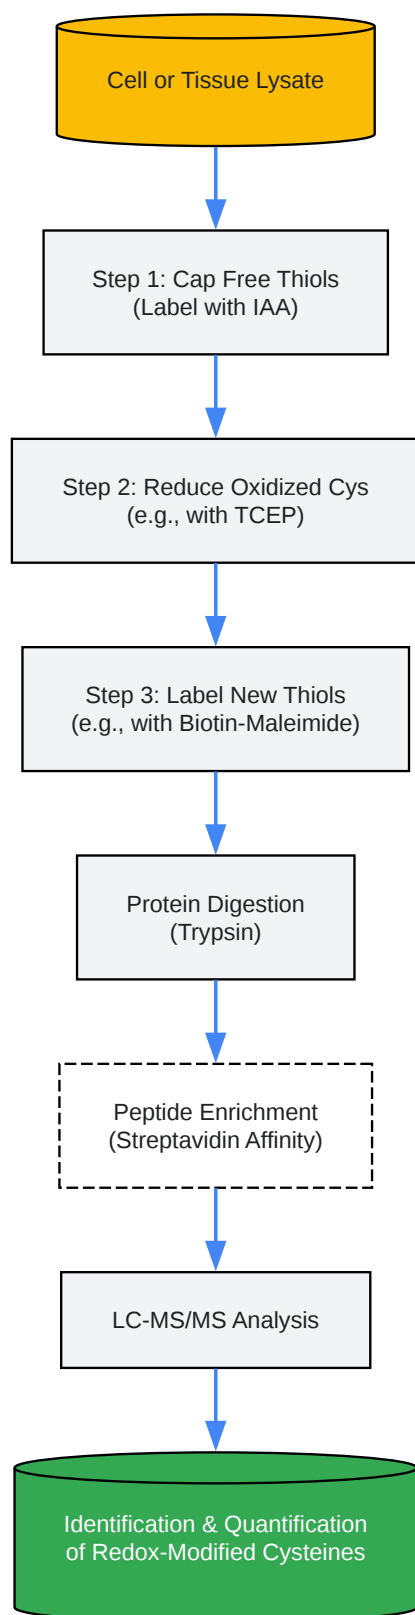 Cell or Tissue Lysate
Step 1: Cap Free Thiols
(Label with IAA)
Step 2: Reduce Oxidized Cys
(e.g., with TCEP)
Step 3: Label New Thiols
(e.g., with Biotin-Maleimide)
Protein Digestion
(Trypsin)
Peptide Enrichment
(Streptavidin Affinity)
LC-MS/MS Analysis
Identification & Quantification
of Redox-Modified Cysteines